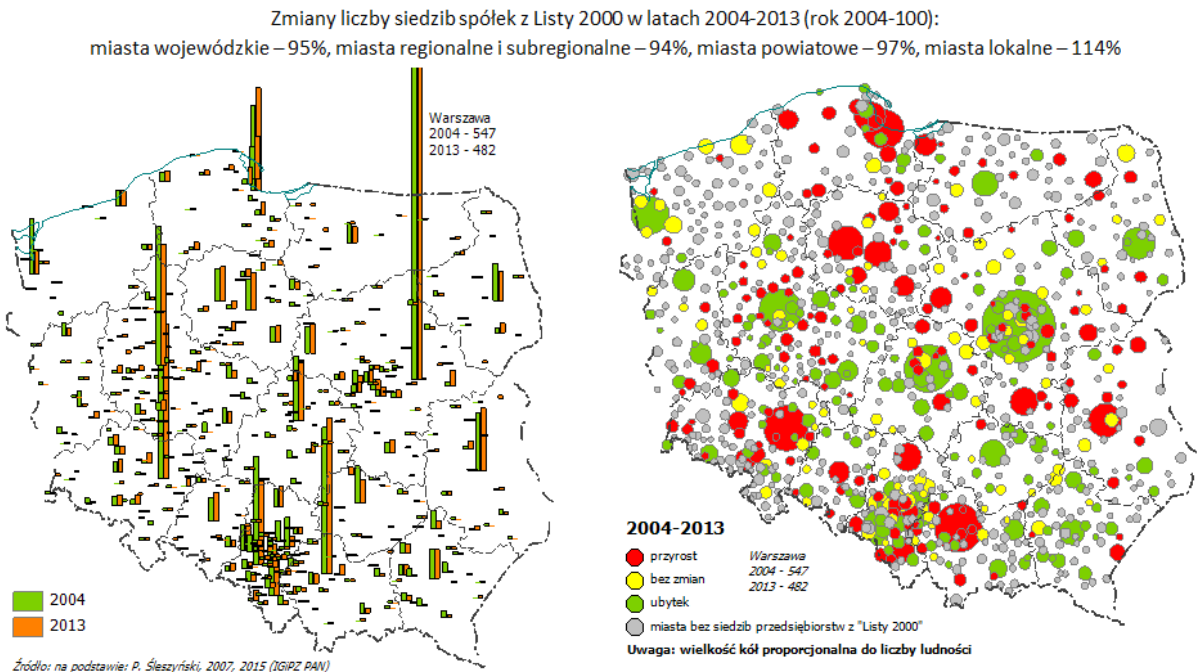 Zmiany liczby siedzib spółek z Listy 2000 w latach 2004-2013 (rok 2004-100):
miasta wojewódzkie – 95%, miasta regionalne i subregionalne – 94%, miasta powiatowe – 97%, miasta lokalne – 114%
Warszawa
2004 - 547
2013 - 482
2004
2013
Źródło: na podstawie: P. Śleszyński, 2007, 2015 (IGiPZ PAN)
2004-2013
przyrost
bez zmian
ubytek
miasta bez siedzib przedsiębiorstw z "Listy 2000"
Warszawa
2004 - 547
2013 - 482
Uwaga: wielkość kół proporcjonalna do liczby ludności